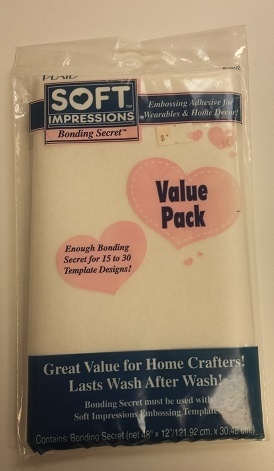 PLAID
SOFT
IMPRESSIONS
Bonding Secret™
Embossing Adhesive for
Wearables & Home Decor!
$
Value
Pack
Enough Bonding
Secret for 15 to 30
Template Designs!
Great Value for Home Crafters!
Lasts Wash After Wash!
Bonding Secret must be used with
Soft Impressions Embossing Template
Contains: Bonding Secret (net 48" x 12"/121.92 cm. x 30.48 cm.)